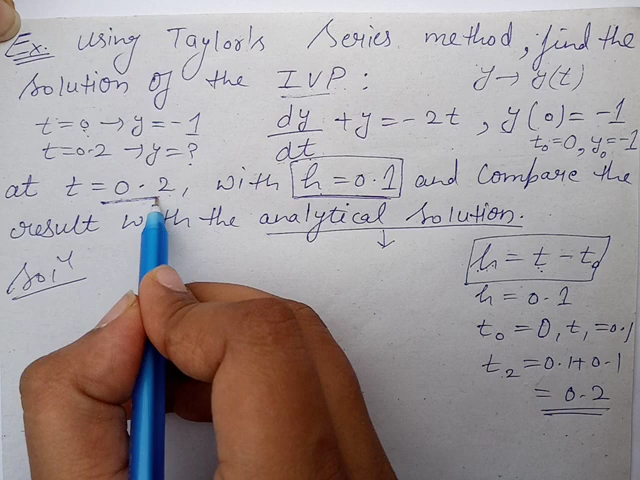 Ex. Using Taylor's Series method, find the
solution of the IVP: y → y(t)
t=0 → y=-1 dy/dt + y = -2t, y(0) = -1
t=0.2 → y=? t₀=0, y₀=-1
at t = 0.2, with h = 0.1 and compare the
result with the analytical solution.
Solⁿ
h = t - t₀
h = 0.1
t₀ = 0, t₁ = 0.1
t₂ = 0.1 + 0.1
= 0.2